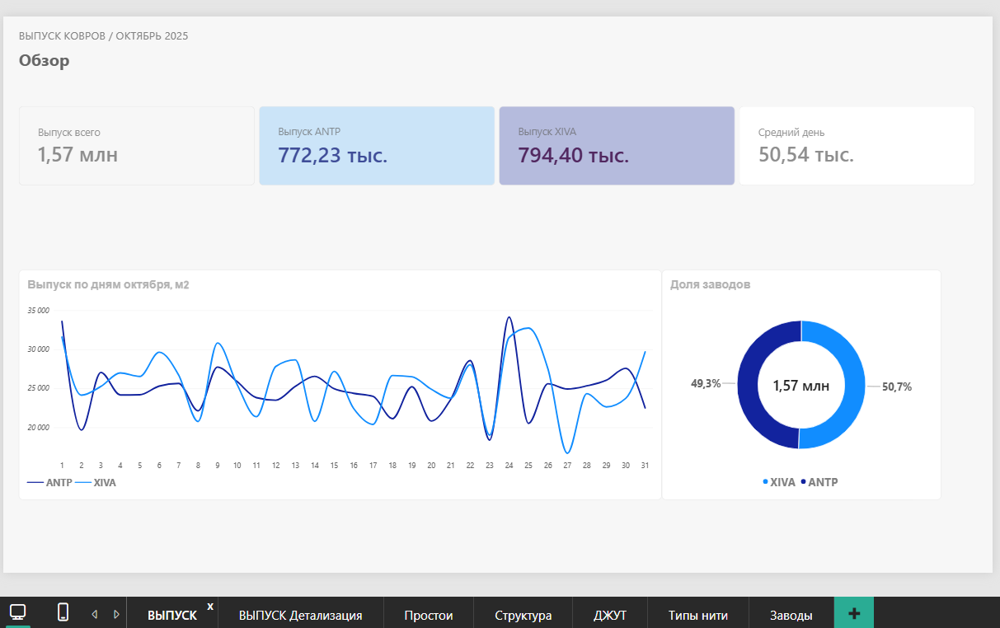 ВЫПУСК КОВРОВ / ОКТЯБРЬ 2025
Обзор
Выпуск всего
1,57 млн
Выпуск ANTP
772,23 тыс.
Выпуск XIVA
794,40 тыс.
Средний день
50,54 тыс.
Выпуск по дням октября, м2
35 000
30 000
25 000
20 000
1 2 3 4 5 6 7 8 9 10 11 12 13 14 15 16 17 18 19 20 21 22 23 24 25 26 27 28 29 30 31
ANTP XIVA
Доля заводов
49,3%
1,57 млн
50,7%
XIVA ANTP
ВЫПУСК x ВЫПУСК Детализация Простои Структура ДЖУТ Типы нити Заводы +